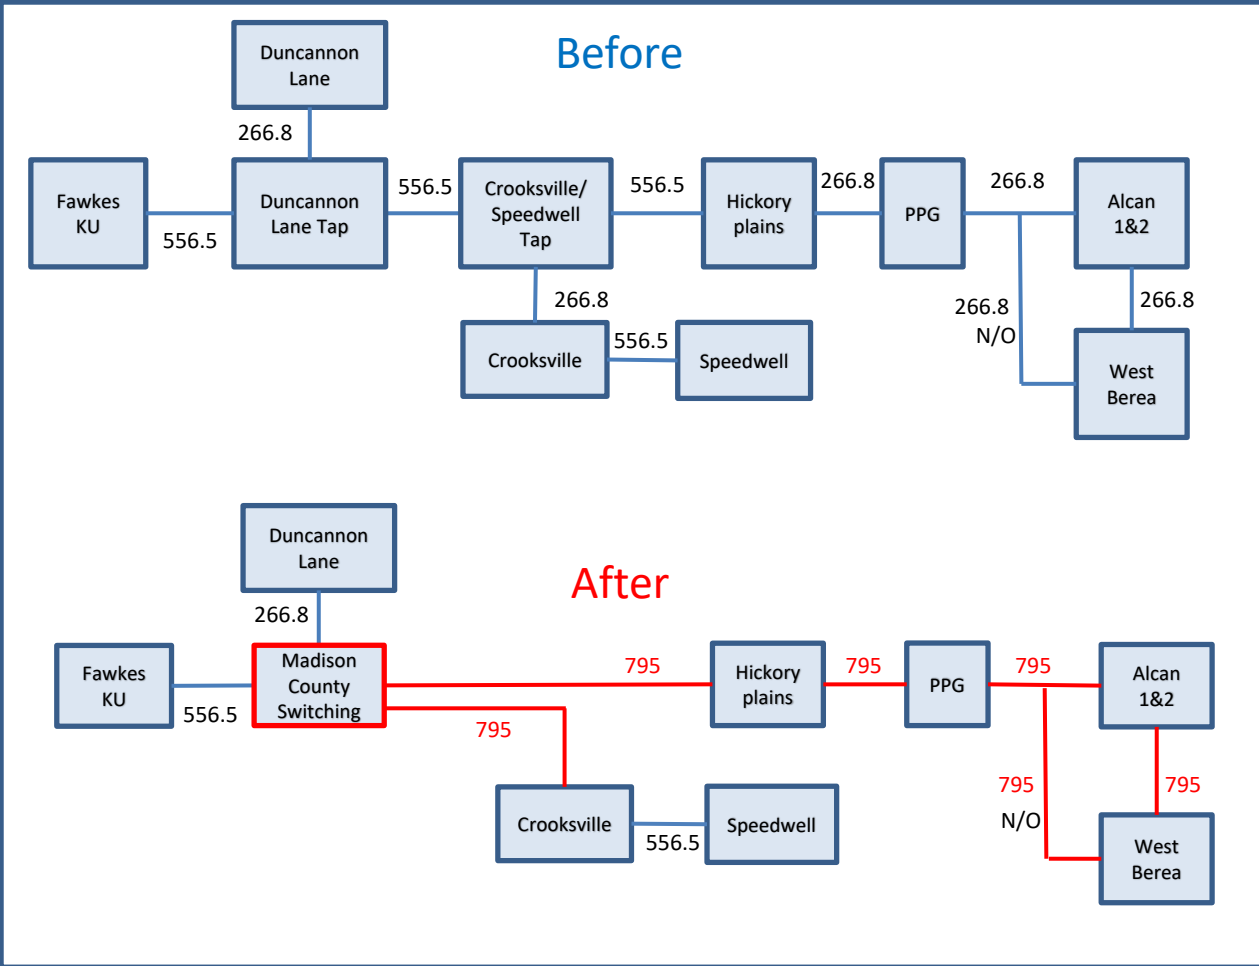 Before
Duncannon
Lane
266.8
Fawkes
KU
556.5
Duncannon
Lane Tap
556.5
Crooksville/
Speedwell
Tap
556.5
Hickory
plains
266.8
PPG
266.8
Alcan
1&2
266.8
Crooksville
556.5
Speedwell
266.8
N/O
266.8
West
Berea
After
Duncannon
Lane
266.8
Fawkes
KU
556.5
Madison
County
Switching
795
Hickory
plains
795
PPG
795
Alcan
1&2
795
Crooksville
556.5
Speedwell
795
N/O
795
West
Berea